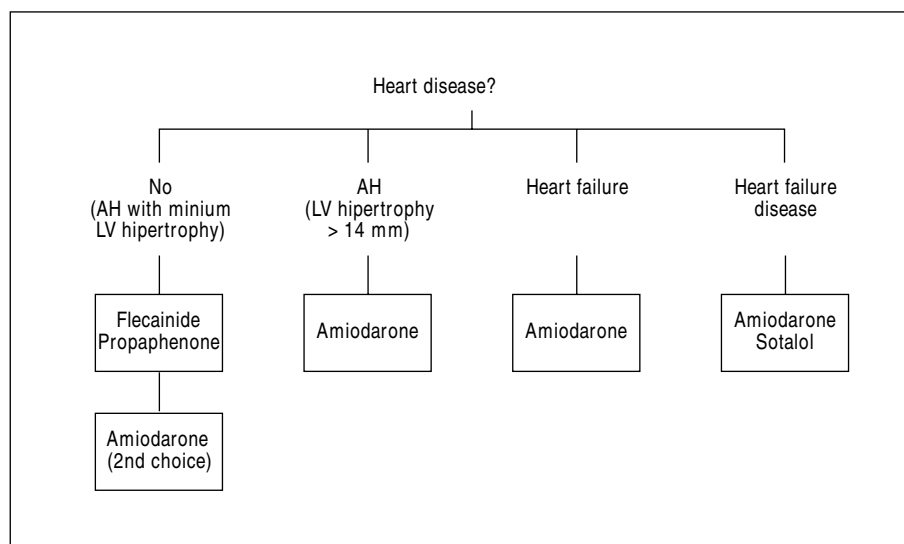 Heart disease?
No
(AH with minium
LV hipertrophy)
AH
(LV hipertrophy
> 14 mm)
Heart failure
Heart failure
disease
Flecainide
Propaphenone
Amiodarone
Amiodarone
Amiodarone
Sotalol
Amiodarone
(2nd choice)